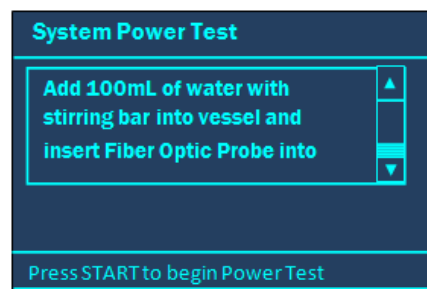 System Power Test
Add 100mL of water with
stirring bar into vessel and
insert Fiber Optic Probe into
Press START to begin Power Test